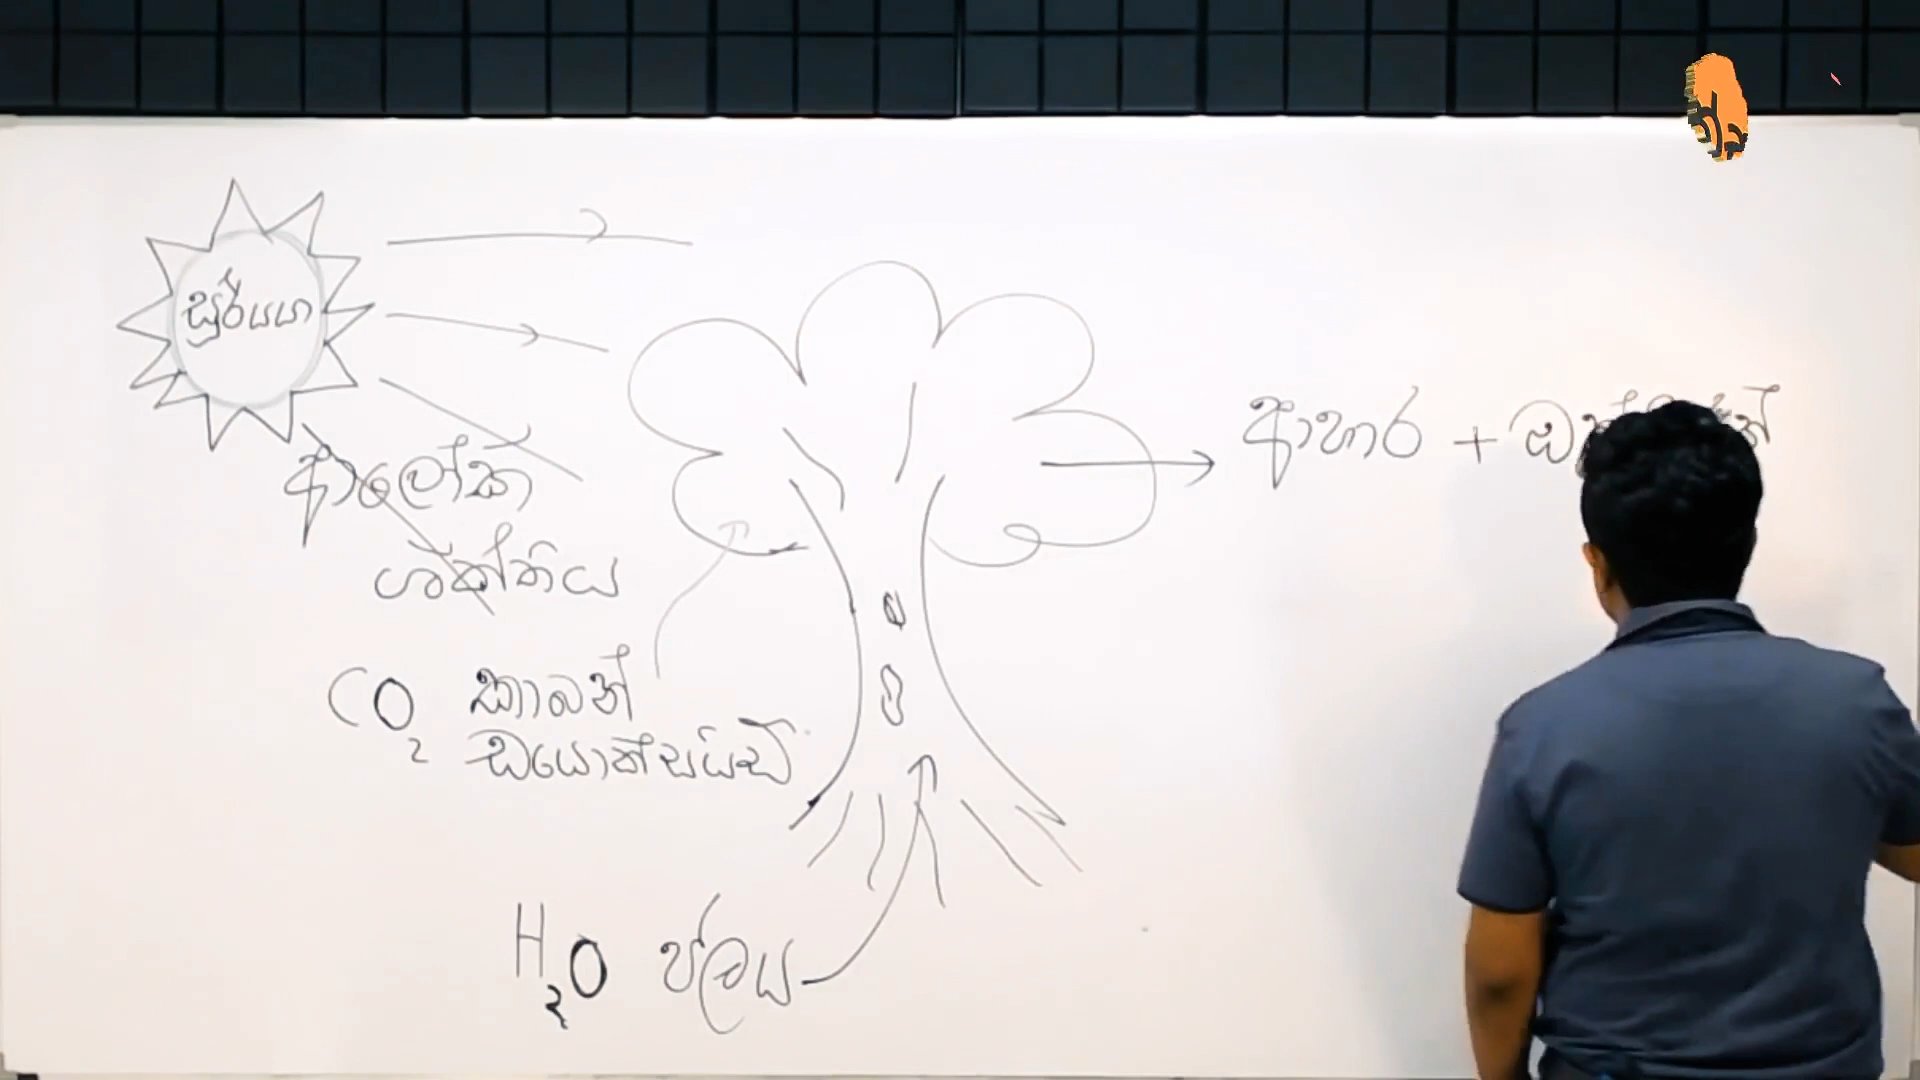 සූර්යයා
ආලෝක
ශක්තිය
CO₂ කාබන්
ඩයොක්සයිඩ්
H₂O ජලය
ආහාර +